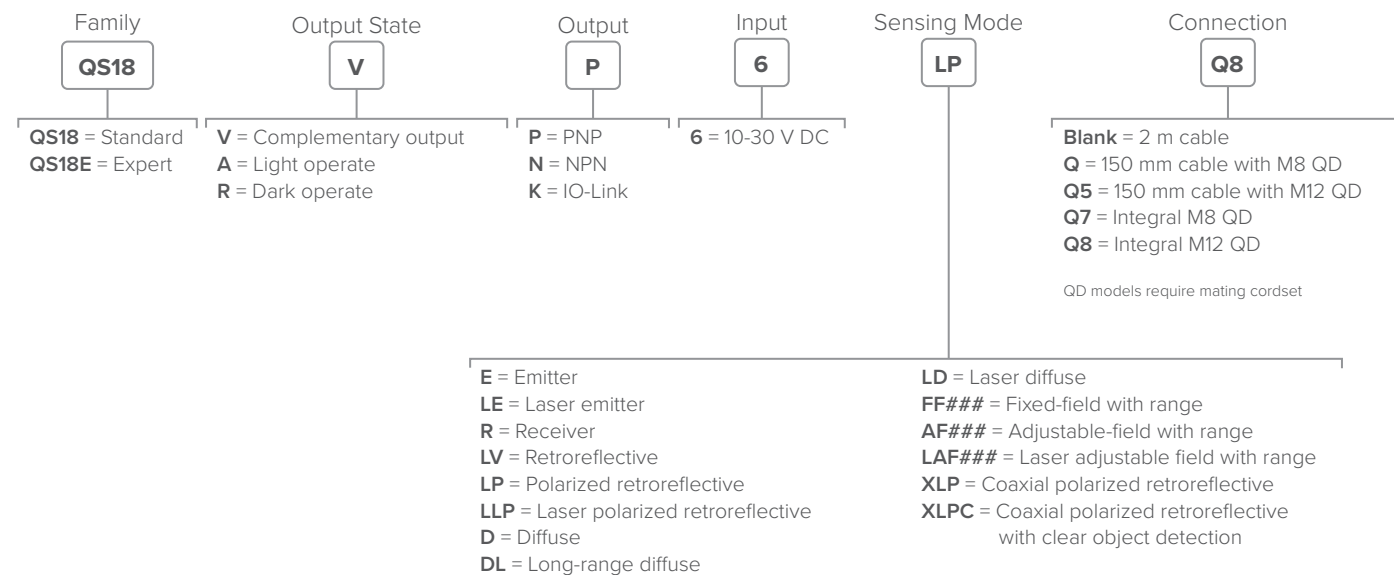 Family
Output State
Output
Input
Sensing Mode
Connection
QS18
V
P
6
LP
Q8
QS18 = Standard
QS18E = Expert
V = Complementary output
A = Light operate
R = Dark operate
P = PNP
N = NPN
K = IO-Link
6 = 10-30 V DC
Blank = 2 m cable
Q = 150 mm cable with M8 QD
Q5 = 150 mm cable with M12 QD
Q7 = Integral M8 QD
Q8 = Integral M12 QD
QD models require mating cordset
E = Emitter
LE = Laser emitter
R = Receiver
LV = Retroreflective
LP = Polarized retroreflective
LLP = Laser polarized retroreflective
D = Diffuse
DL = Long-range diffuse
LD = Laser diffuse
FF### = Fixed-field with range
AF### = Adjustable-field with range
LAF### = Laser adjustable field with range
XLP = Coaxial polarized retroreflective
XLPC = Coaxial polarized retroreflective
with clear object detection